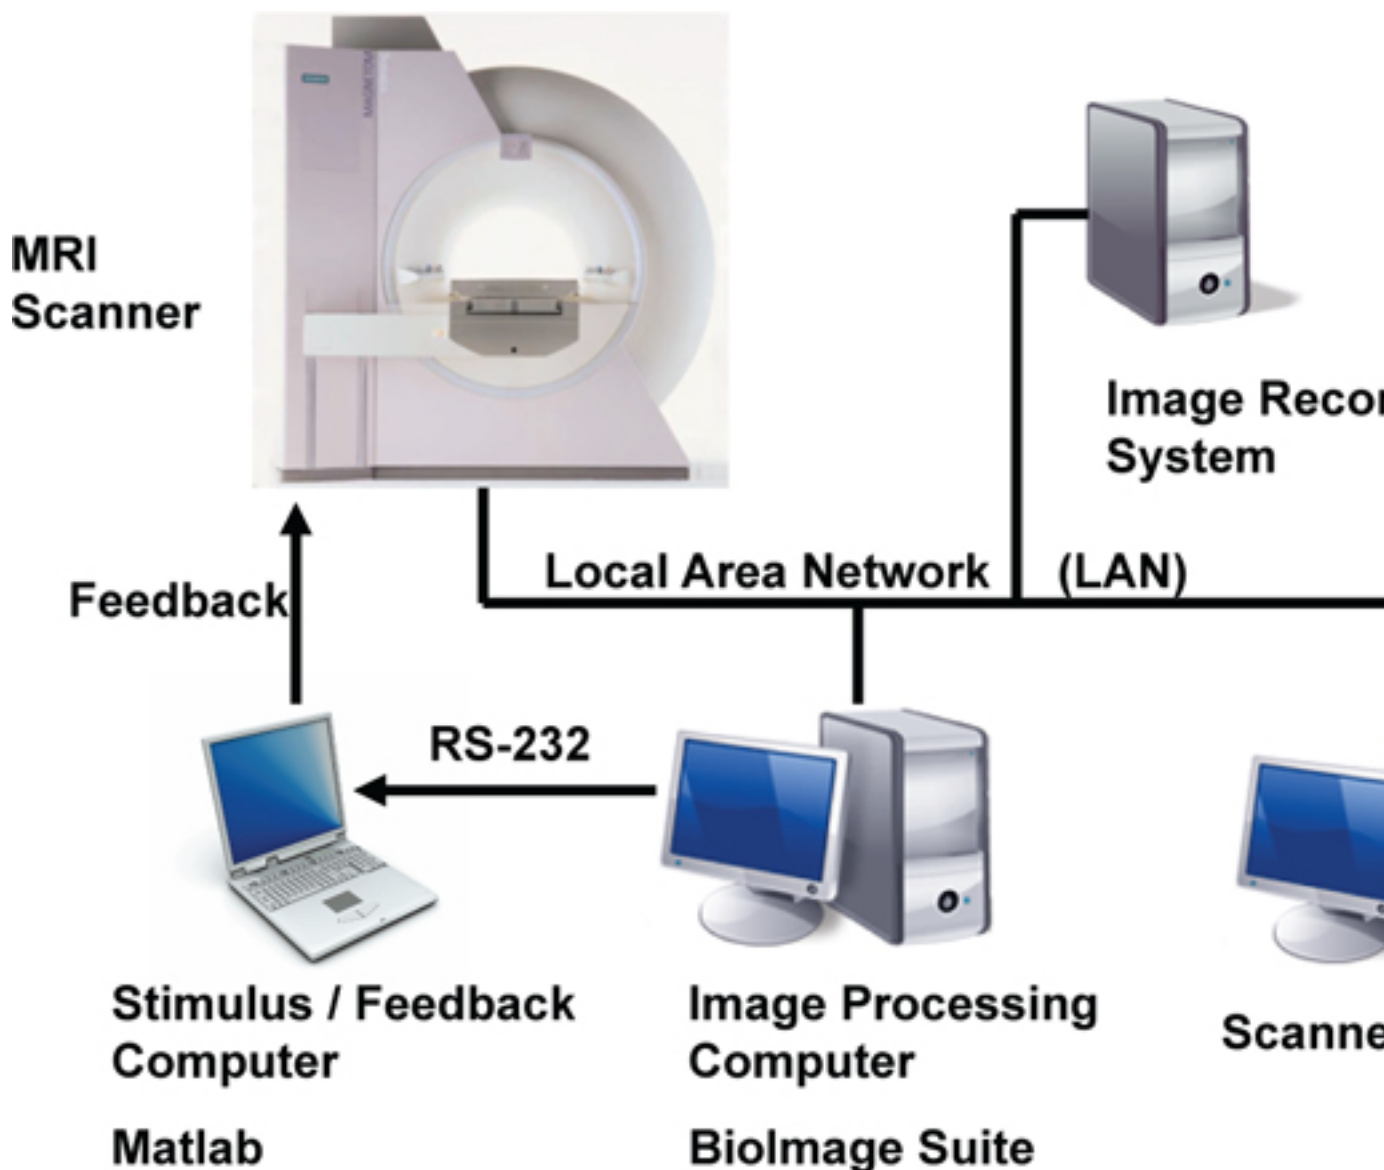 MAGNETOM
MRI
Scanner
Image Recon
System
Local Area Network (LAN)
Feedback
RS-232
Stimulus / Feedback
Computer
Matlab
Image Processing
Computer
BioImage Suite
Scanne